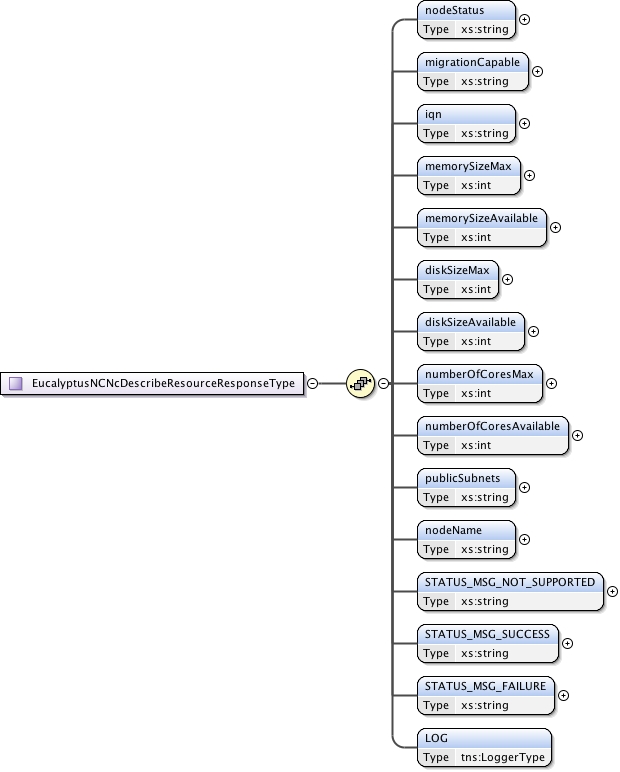 nodeStatus
Type xs:string
migrationCapable
Type xs:string
iqn
Type xs:string
memorySizeMax
Type xs:int
memorySizeAvailable
Type xs:int
diskSizeMax
Type xs:int
diskSizeAvailable
Type xs:int
EucalyptusNCNcDescribeResourceResponseType
numberOfCoresMax
Type xs:int
numberOfCoresAvailable
Type xs:int
publicSubnets
Type xs:string
nodeName
Type xs:string
STATUS_MSG_NOT_SUPPORTED
Type xs:string
STATUS_MSG_SUCCESS
Type xs:string
STATUS_MSG_FAILURE
Type xs:string
LOG
Type tns:LoggerType